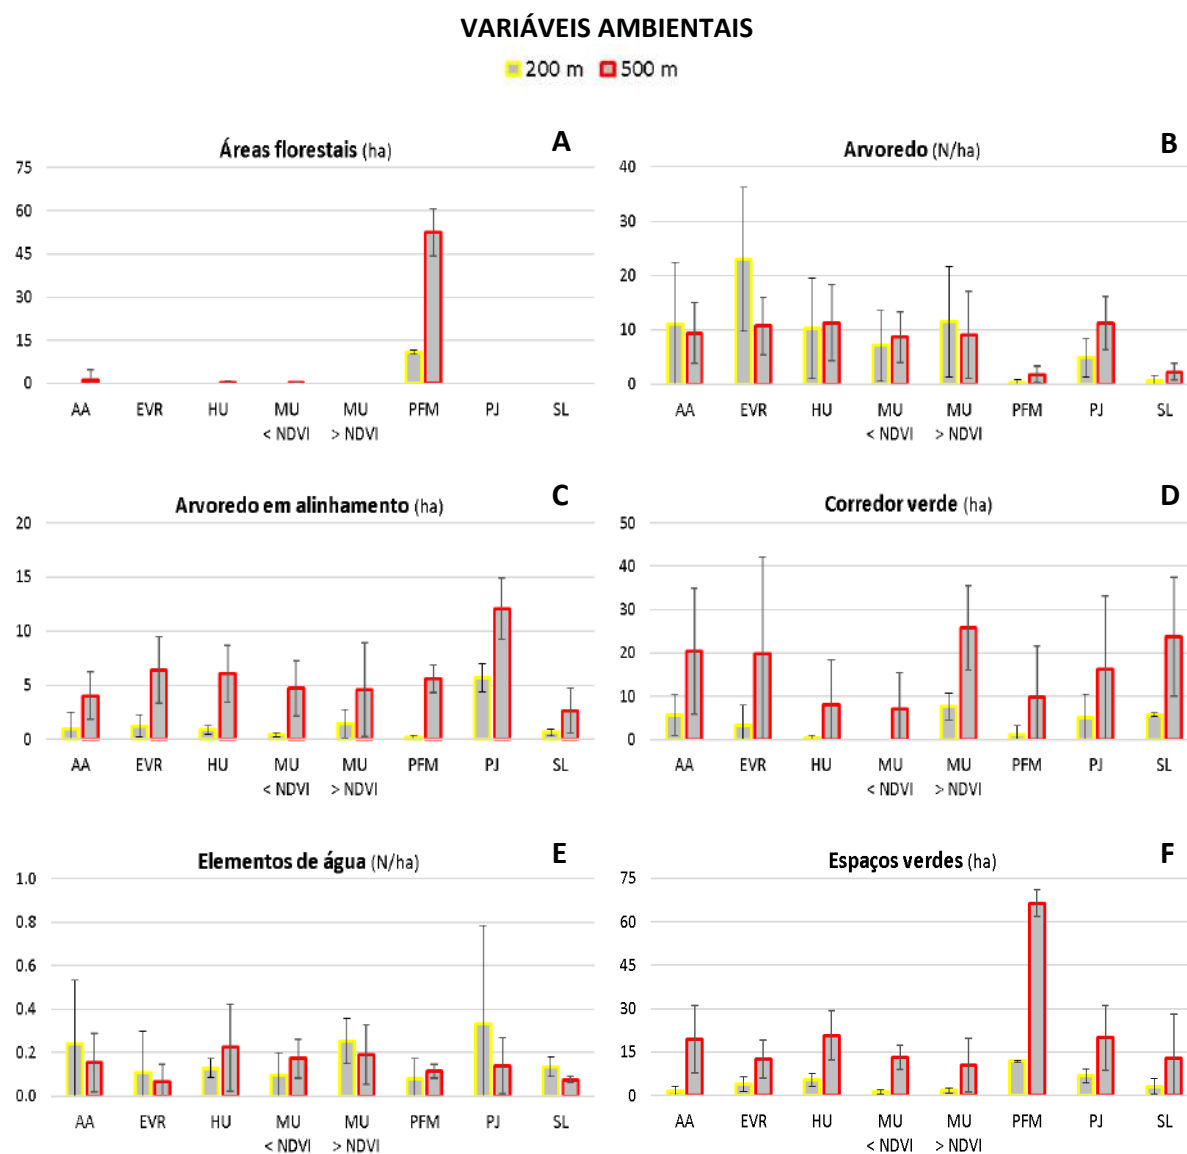 VARIÁVEIS AMBIENTAIS
200 m 500 m
A
Áreas florestais (ha)
75
60
45
30
15
0
AA EVR HU MU MU PFM PJ SL
< NDVI > NDVI
B
Arvoredo (N/ha)
40
30
20
10
0
AA EVR HU MU MU PFM PJ SL
< NDVI > NDVI
C
Arvoredo em alinhamento (ha)
20
15
10
5
0
AA EVR HU MU MU PFM PJ SL
< NDVI > NDVI
D
Corredor verde (ha)
50
40
30
20
10
0
AA EVR HU MU MU PFM PJ SL
< NDVI > NDVI
E
Elementos de água (N/ha)
1.0
0.8
0.6
0.4
0.2
0.0
AA EVR HU MU MU PFM PJ SL
< NDVI > NDVI
F
Espaços verdes (ha)
75
60
45
30
15
0
AA EVR HU MU MU PFM PJ SL
< NDVI > NDVI